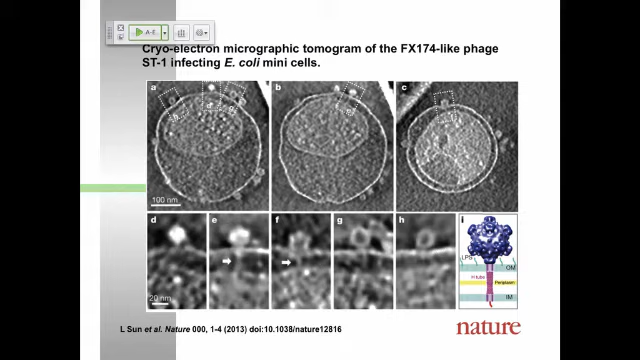 A-E
Cryo-electron micrographic tomogram of the FX174-like phage
ST-1 infecting E. coli mini cells.
a
b
c
100 nm
d
e
f
g
h
i
20 nm
LPS
OM
H tube
Periplasm
IM
L Sun et al. Nature 000, 1-4 (2013) doi:10.1038/nature12816
nature